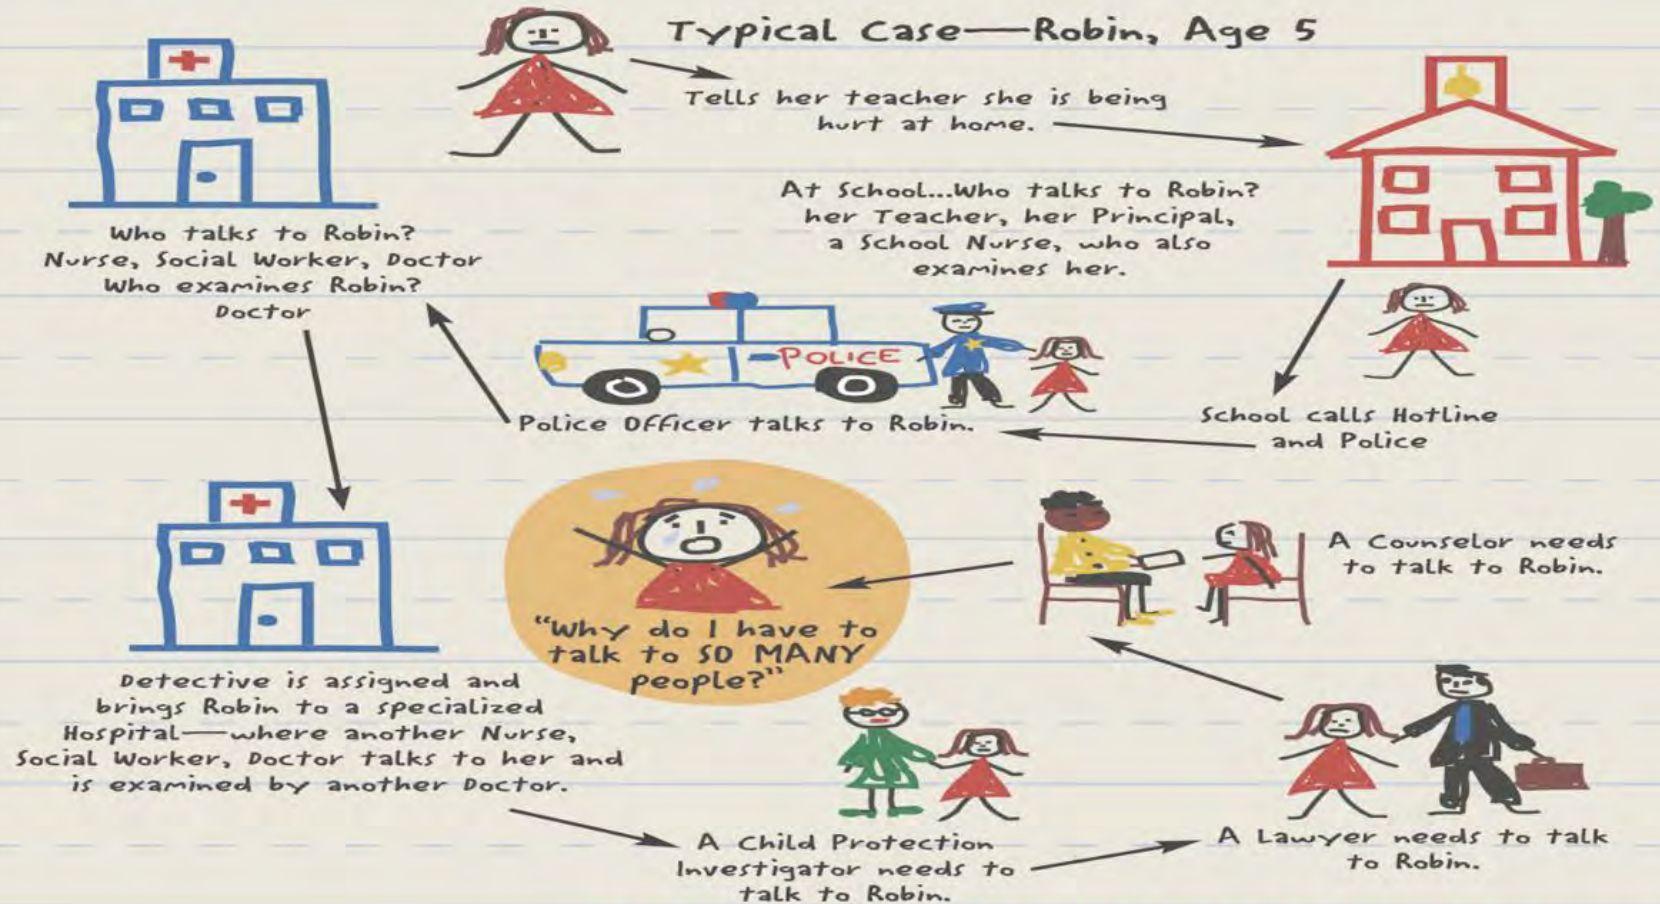 Typical Case—Robin, Age 5
Tells her teacher she is being
hurt at home.
At School...Who talks to Robin?
her Teacher, her Principal,
a School Nurse, who also
examines her.
School calls Hotline
and Police
POLICE
Police Officer talks to Robin.
Who talks to Robin?
Nurse, Social Worker, Doctor
Who examines Robin?
Doctor
Detective is assigned and
brings Robin to a specialized
Hospital—where another Nurse,
Social Worker, Doctor talks to her and
is examined by another Doctor.
A Child Protection
Investigator needs to
talk to Robin.
A Lawyer needs to talk
to Robin.
A Counselor needs
to talk to Robin.
"Why do I have to
talk to SO MANY
people?"